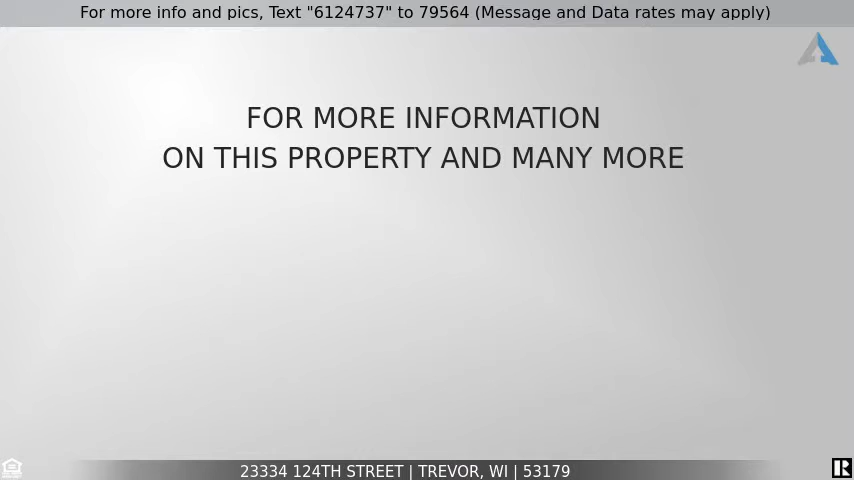 For more info and pics, Text "6124737" to 79564 (Message and Data rates may apply)
FOR MORE INFORMATION
ON THIS PROPERTY AND MANY MORE
23334 124TH STREET | TREVOR, WI | 53179